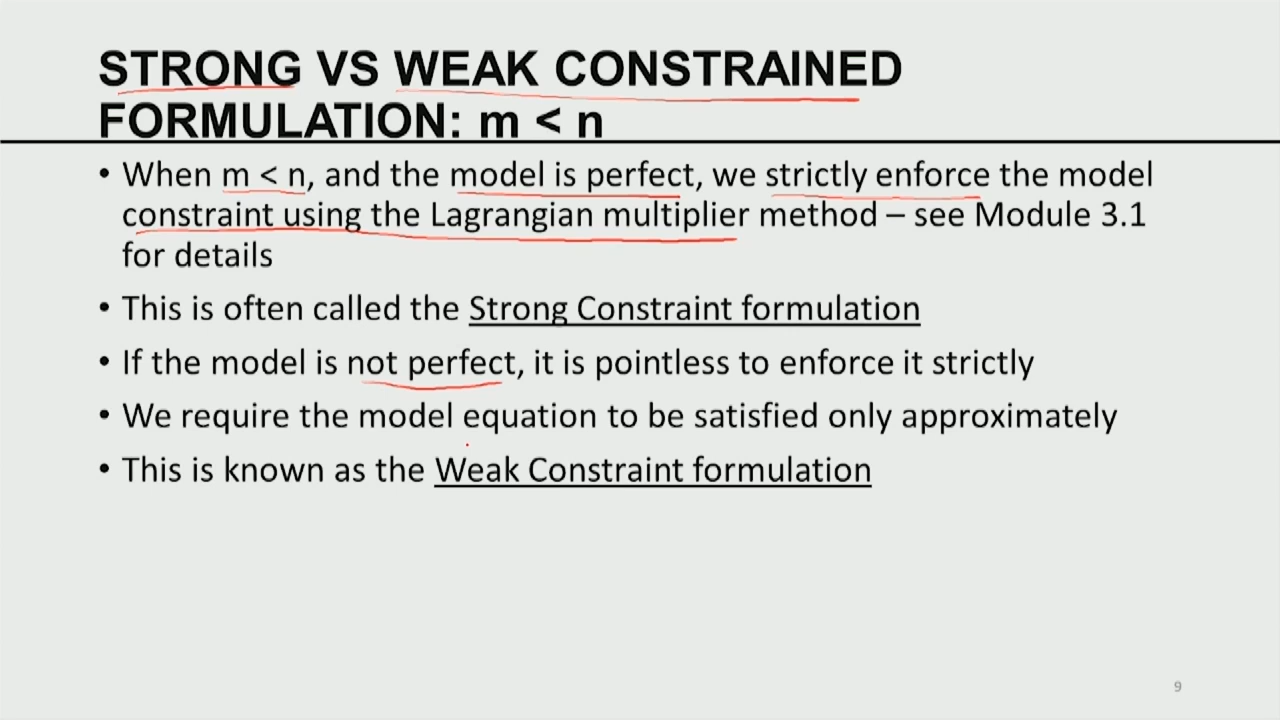 STRONG VS WEAK CONSTRAINED
FORMULATION: m < n
• When m < n, and the model is perfect, we strictly enforce the model
constraint using the Lagrangian multiplier method – see Module 3.1
for details
• This is often called the Strong Constraint formulation
• If the model is not perfect, it is pointless to enforce it strictly
• We require the model equation to be satisfied only approximately
• This is known as the Weak Constraint formulation
9